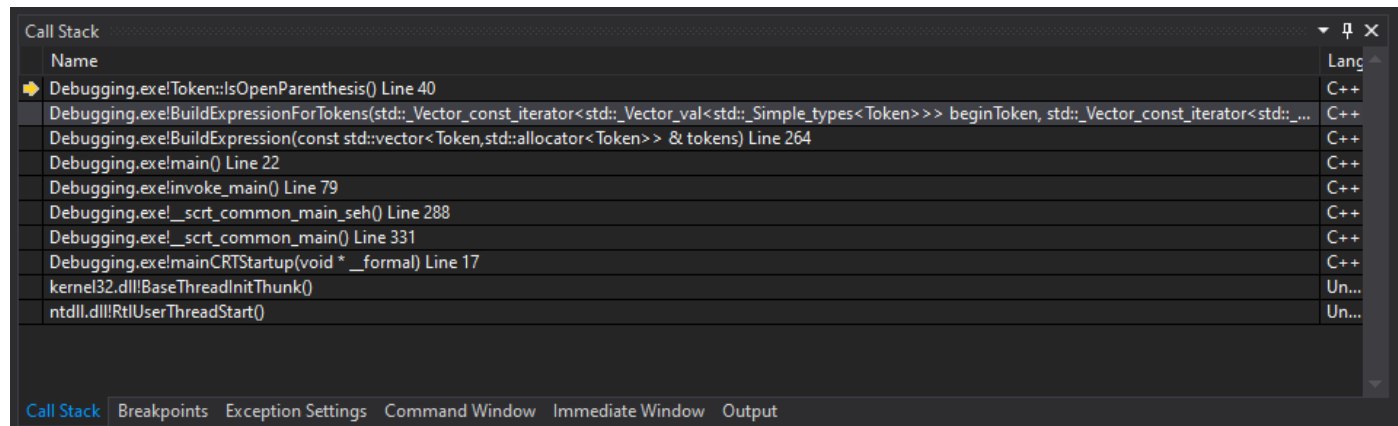 Call Stack
Name Lang
Debugging.exe!Token::IsOpenParenthesis() Line 40 C++
Debugging.exe!BuildExpressionForTokens(std::_Vector_const_iterator<std::_Vector_val<std::_Simple_types<Token>>> beginToken, std::_Vector_const_iterator<std::_... C++
Debugging.exe!BuildExpression(const std::vector<Token,std::allocator<Token>> & tokens) Line 264 C++
Debugging.exe!main() Line 22 C++
Debugging.exe!invoke_main() Line 79 C++
Debugging.exe!__scrt_common_main_seh() Line 288 C++
Debugging.exe!__scrt_common_main() Line 331 C++
Debugging.exe!mainCRTStartup(void * __formal) Line 17 C++
kernel32.dll!BaseThreadInitThunk() Un...
ntdll.dll!RtlUserThreadStart() Un...
Call Stack Breakpoints Exception Settings Command Window Immediate Window Output